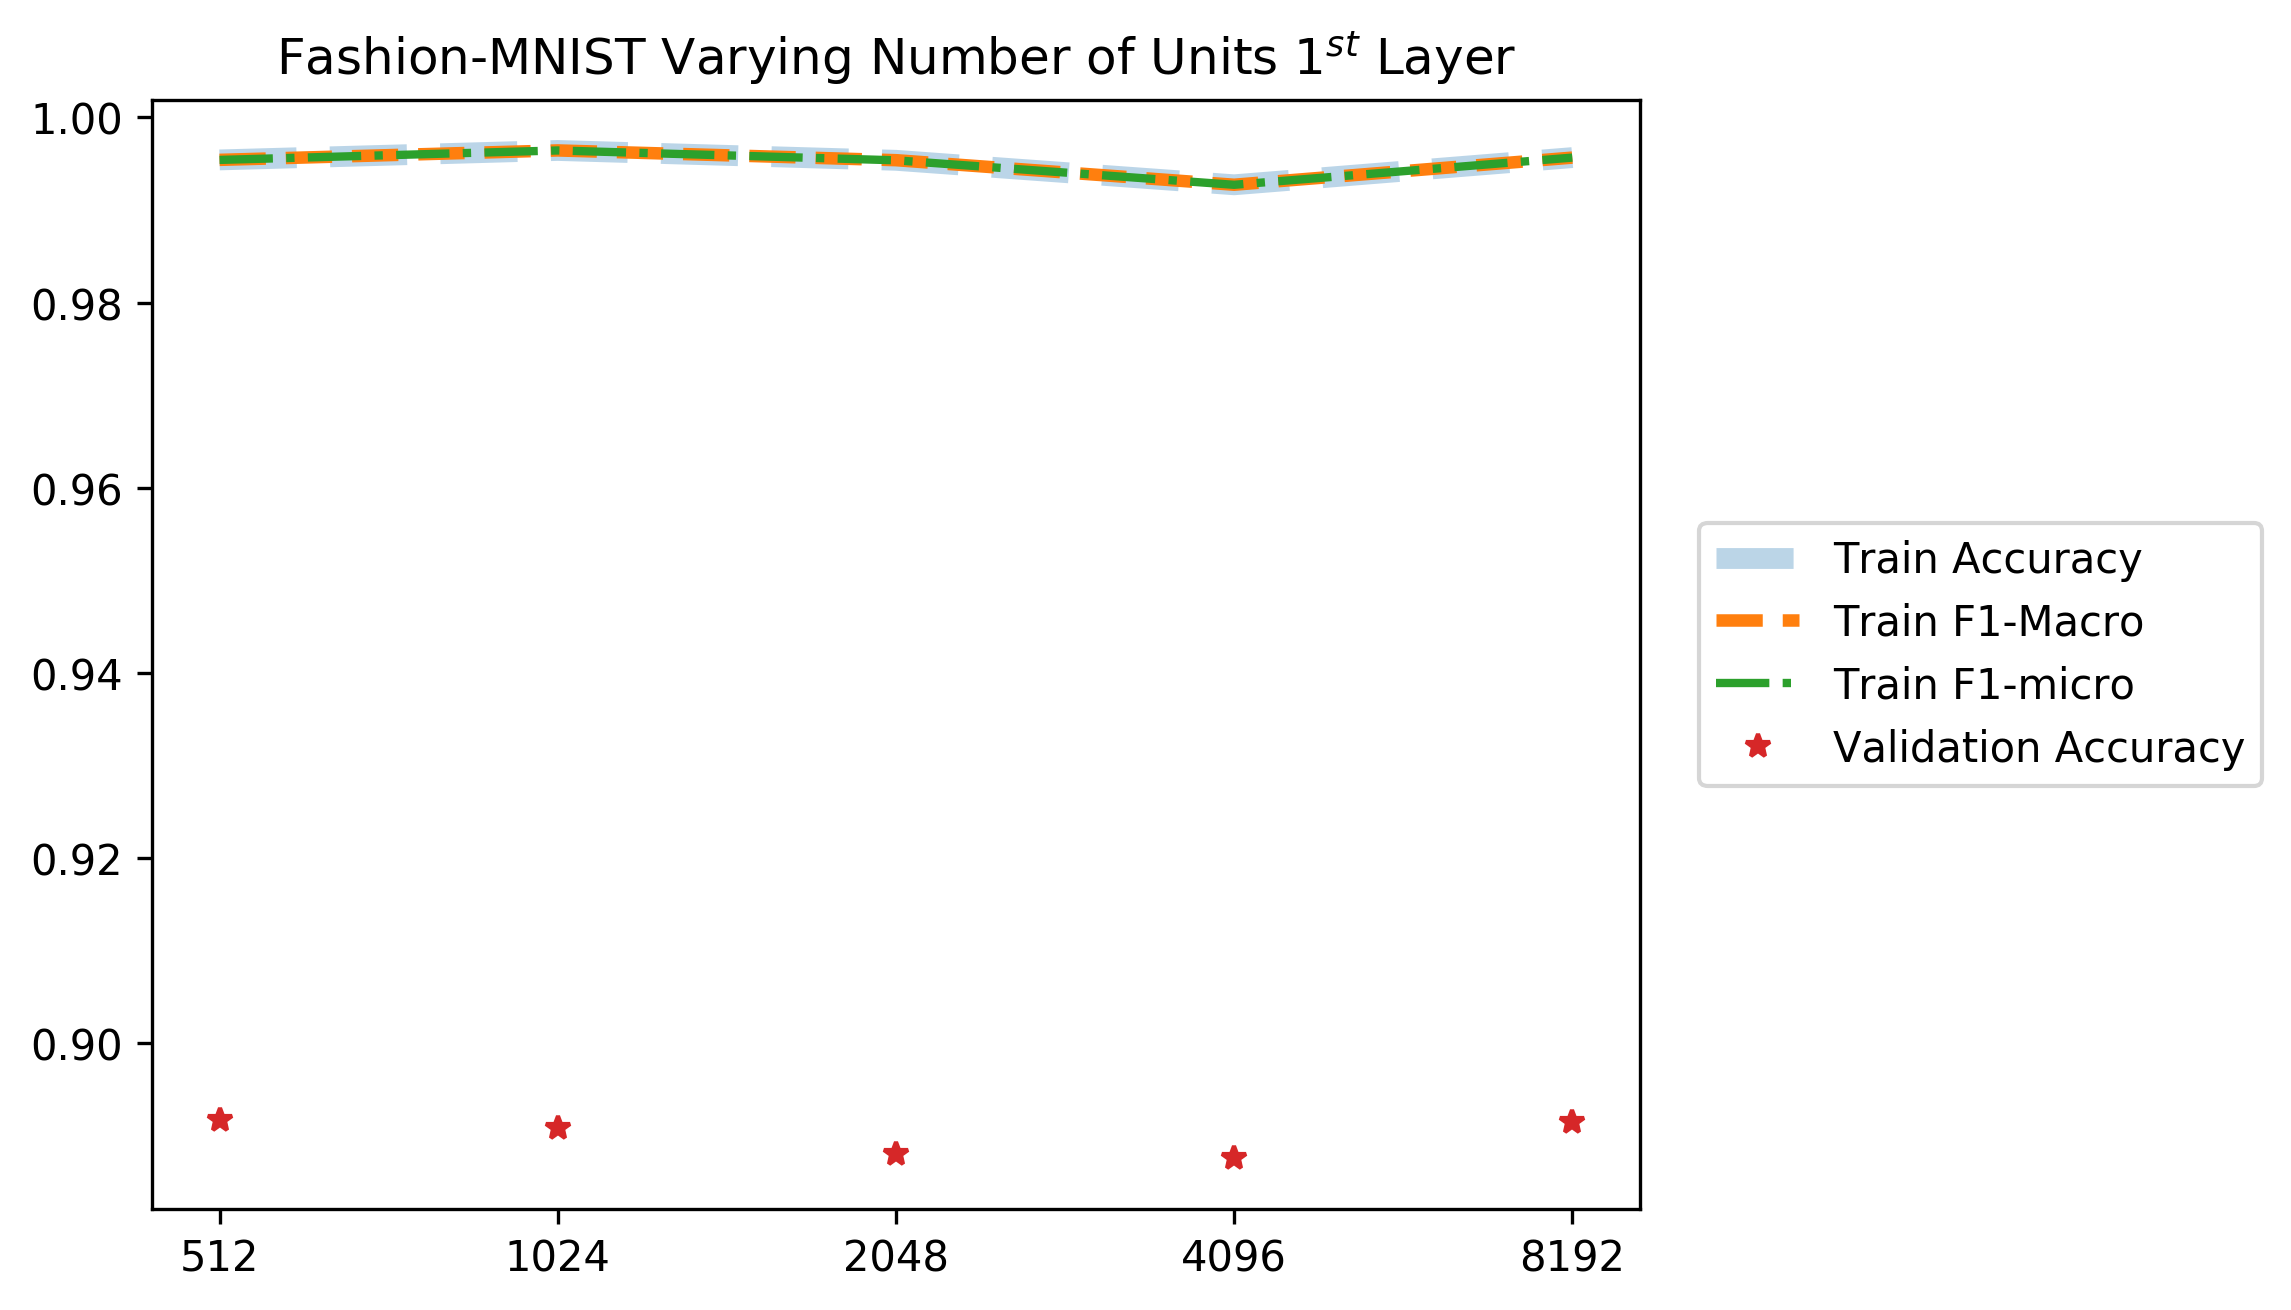 Fashion-MNIST Varying Number of Units 1st Layer
1.00
0.98
0.96
0.94
0.92
0.90
512 1024 2048 4096 8192
Train Accuracy
Train F1-Macro
Train F1-micro
Validation Accuracy